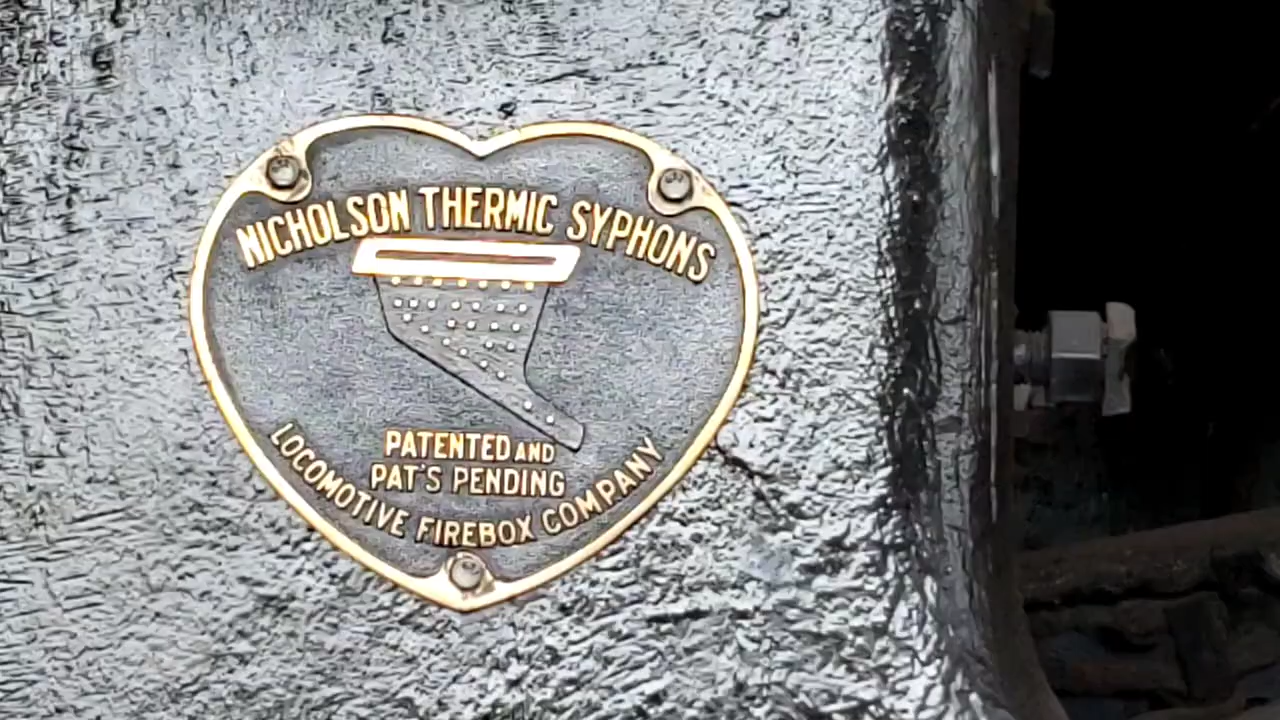 NICHOLSON THERMIC SYPHONS
PATENTED AND
PAT'S PENDING
LOCOMOTIVE FIREBOX COMPANY